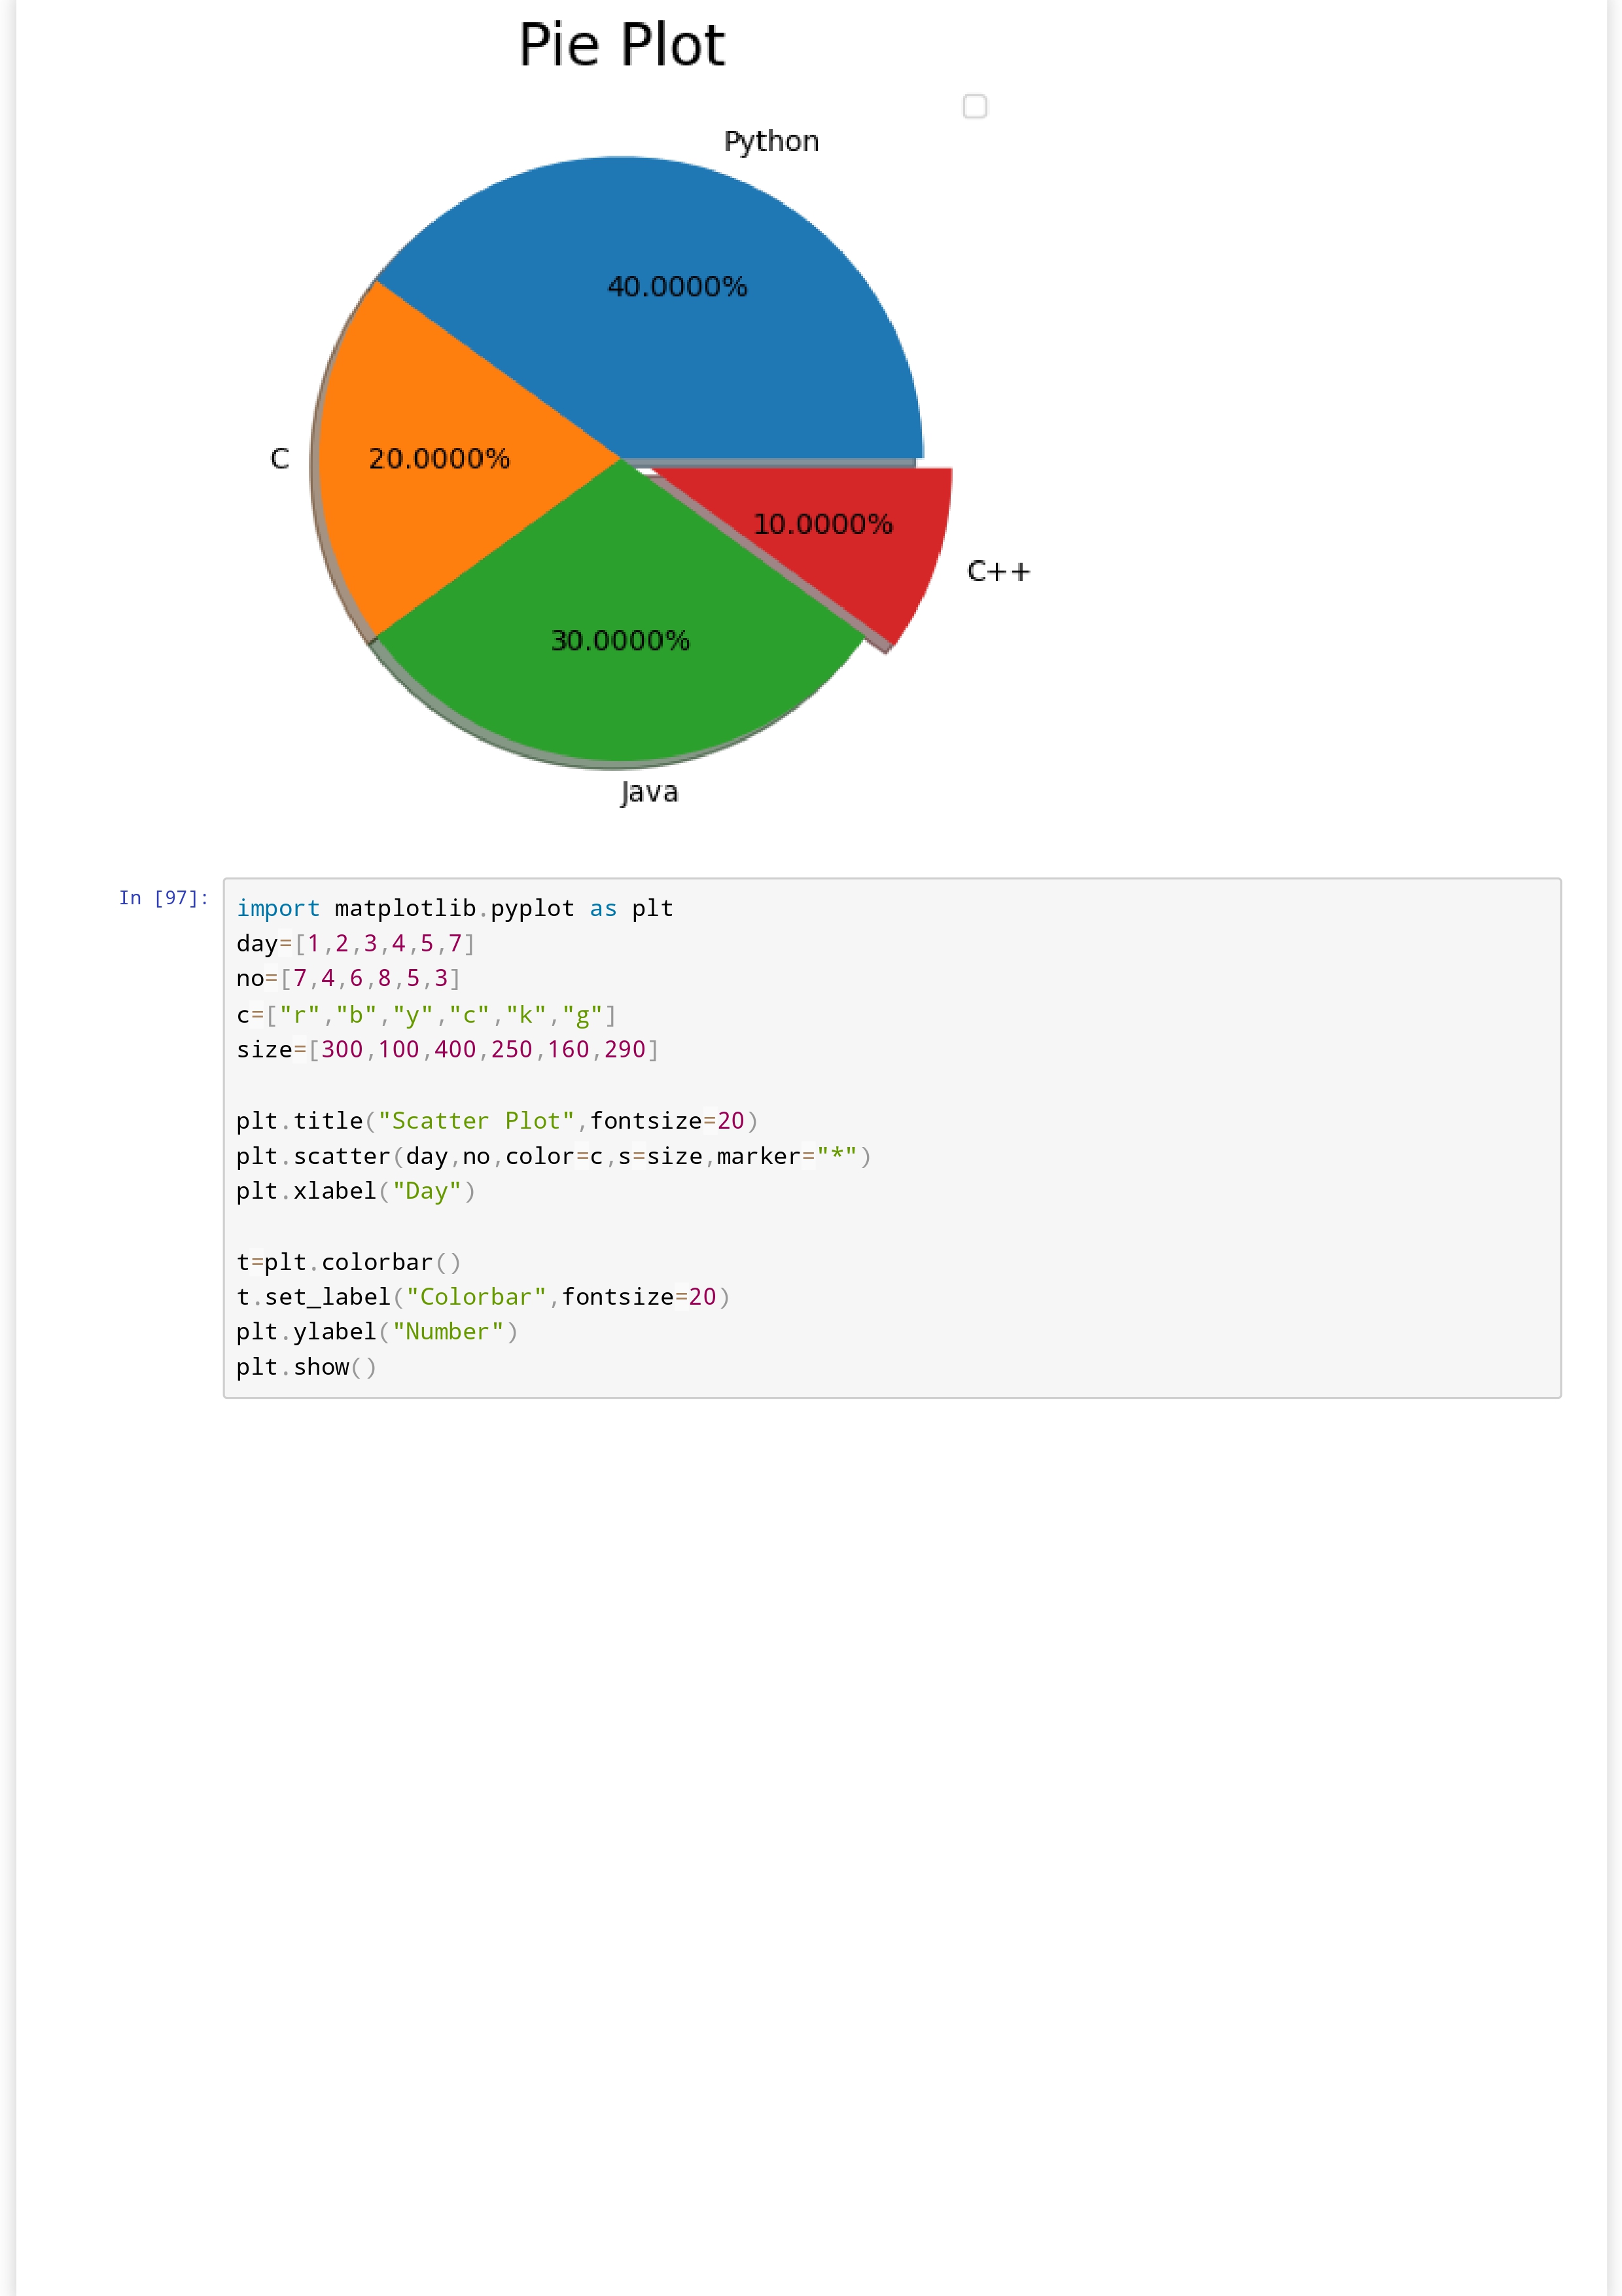 Pie Plot
Python
40.0000%
C
20.0000%
10.0000%
C++
30.0000%
Java
In [97]:
import matplotlib.pyplot as plt
day=[1,2,3,4,5,7]
no=[7,4,6,8,5,3]
c=["r","b","y","c","k","g"]
size=[300,100,400,250,160,290]
plt.title("Scatter Plot",fontsize=20)
plt.scatter(day,no,color=c,s=size,marker="*")
plt.xlabel("Day")
t=plt.colorbar()
t.set_label("Colorbar",fontsize=20)
plt.ylabel("Number")
plt.show()